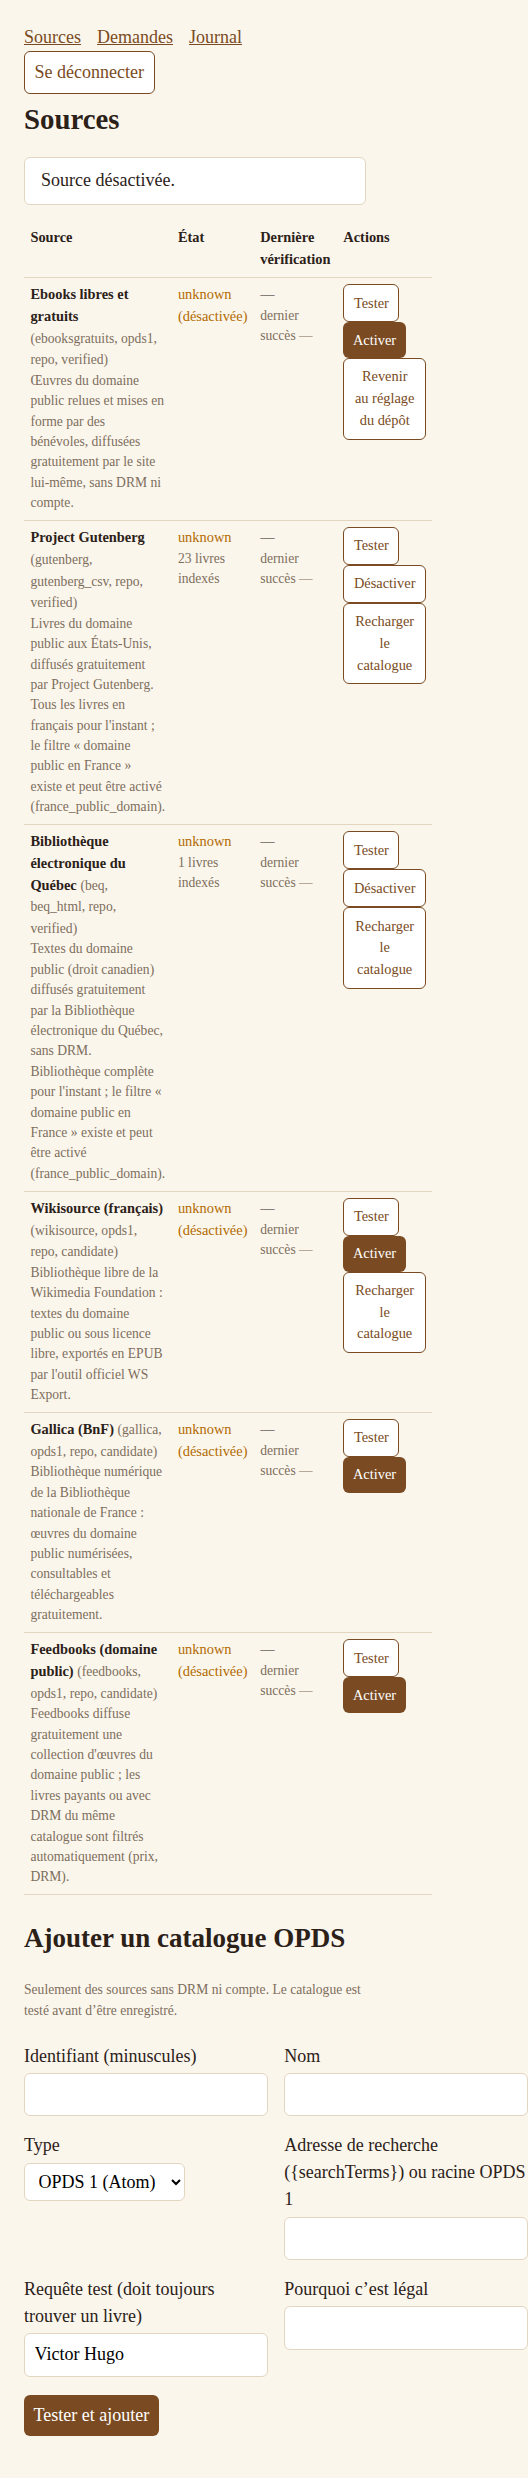 Sources Demandes Journal
Se déconnecter
Sources
Source désactivée.
Source État Dernière vérification Actions
Ebooks libres et
gratuits
(ebooksgratuits, opds1,
repo, verified)
Œuvres du domaine
public relues et mises en
forme par des
bénévoles, diffusées
gratuitement par le site
lui-même, sans DRM ni
compte.
unknown
(désactivée)
—
dernier
succès —
Tester
Activer
Revenir
au réglage
du dépôt
Project Gutenberg
(gutenberg,
gutenberg_csv, repo,
verified)
Livres du domaine
public aux États-Unis,
diffusés gratuitement
par Project Gutenberg.
Tous les livres en
français pour l'instant ;
le filtre « domaine
public en France »
existe et peut être activé
(france_public_domain).
unknown
23 livres
indexés
—
dernier
succès —
Tester
Désactiver
Recharger
le
catalogue
Bibliothèque
électronique du
Québec (beq,
beq_html, repo,
verified)
Textes du domaine
public (droit canadien)
diffusés gratuitement
par la Bibliothèque
électronique du Québec,
sans DRM.
Bibliothèque complète
pour l'instant ; le filtre «
domaine public en
France » existe et peut
être activé
(france_public_domain).
unknown
1 livres
indexés
—
dernier
succès —
Tester
Désactiver
Recharger
le
catalogue
Wikisource (français)
(wikisource, opds1,
repo, candidate)
Bibliothèque libre de la
Wikimedia Foundation :
textes du domaine
public ou sous licence
libre, exportés en EPUB
par l'outil officiel WS
Export.
unknown
(désactivée)
—
dernier
succès —
Tester
Activer
Recharger
le
catalogue
Gallica (BnF) (gallica,
opds1, repo, candidate)
Bibliothèque numérique
de la Bibliothèque
nationale de France :
œuvres du domaine
public numérisées,
consultables et
téléchargeables
gratuitement.
unknown
(désactivée)
—
dernier
succès —
Tester
Activer
Feedbooks (domaine
public) (feedbooks,
opds1, repo, candidate)
Feedbooks diffuse
gratuitement une
collection d'œuvres du
domaine public ; les
livres payants ou avec
DRM du même
catalogue sont filtrés
automatiquement (prix,
DRM).
unknown
(désactivée)
—
dernier
succès —
Tester
Activer
Ajouter un catalogue OPDS
Seulement des sources sans DRM ni compte. Le catalogue est
testé avant d’être enregistré.
Identifiant (minuscules)
Nom
Type
OPDS 1 (Atom)
Adresse de recherche
({searchTerms}) ou racine OPDS
1
Requête test (doit toujours
trouver un livre)
Victor Hugo
Pourquoi c’est légal
Tester et ajouter